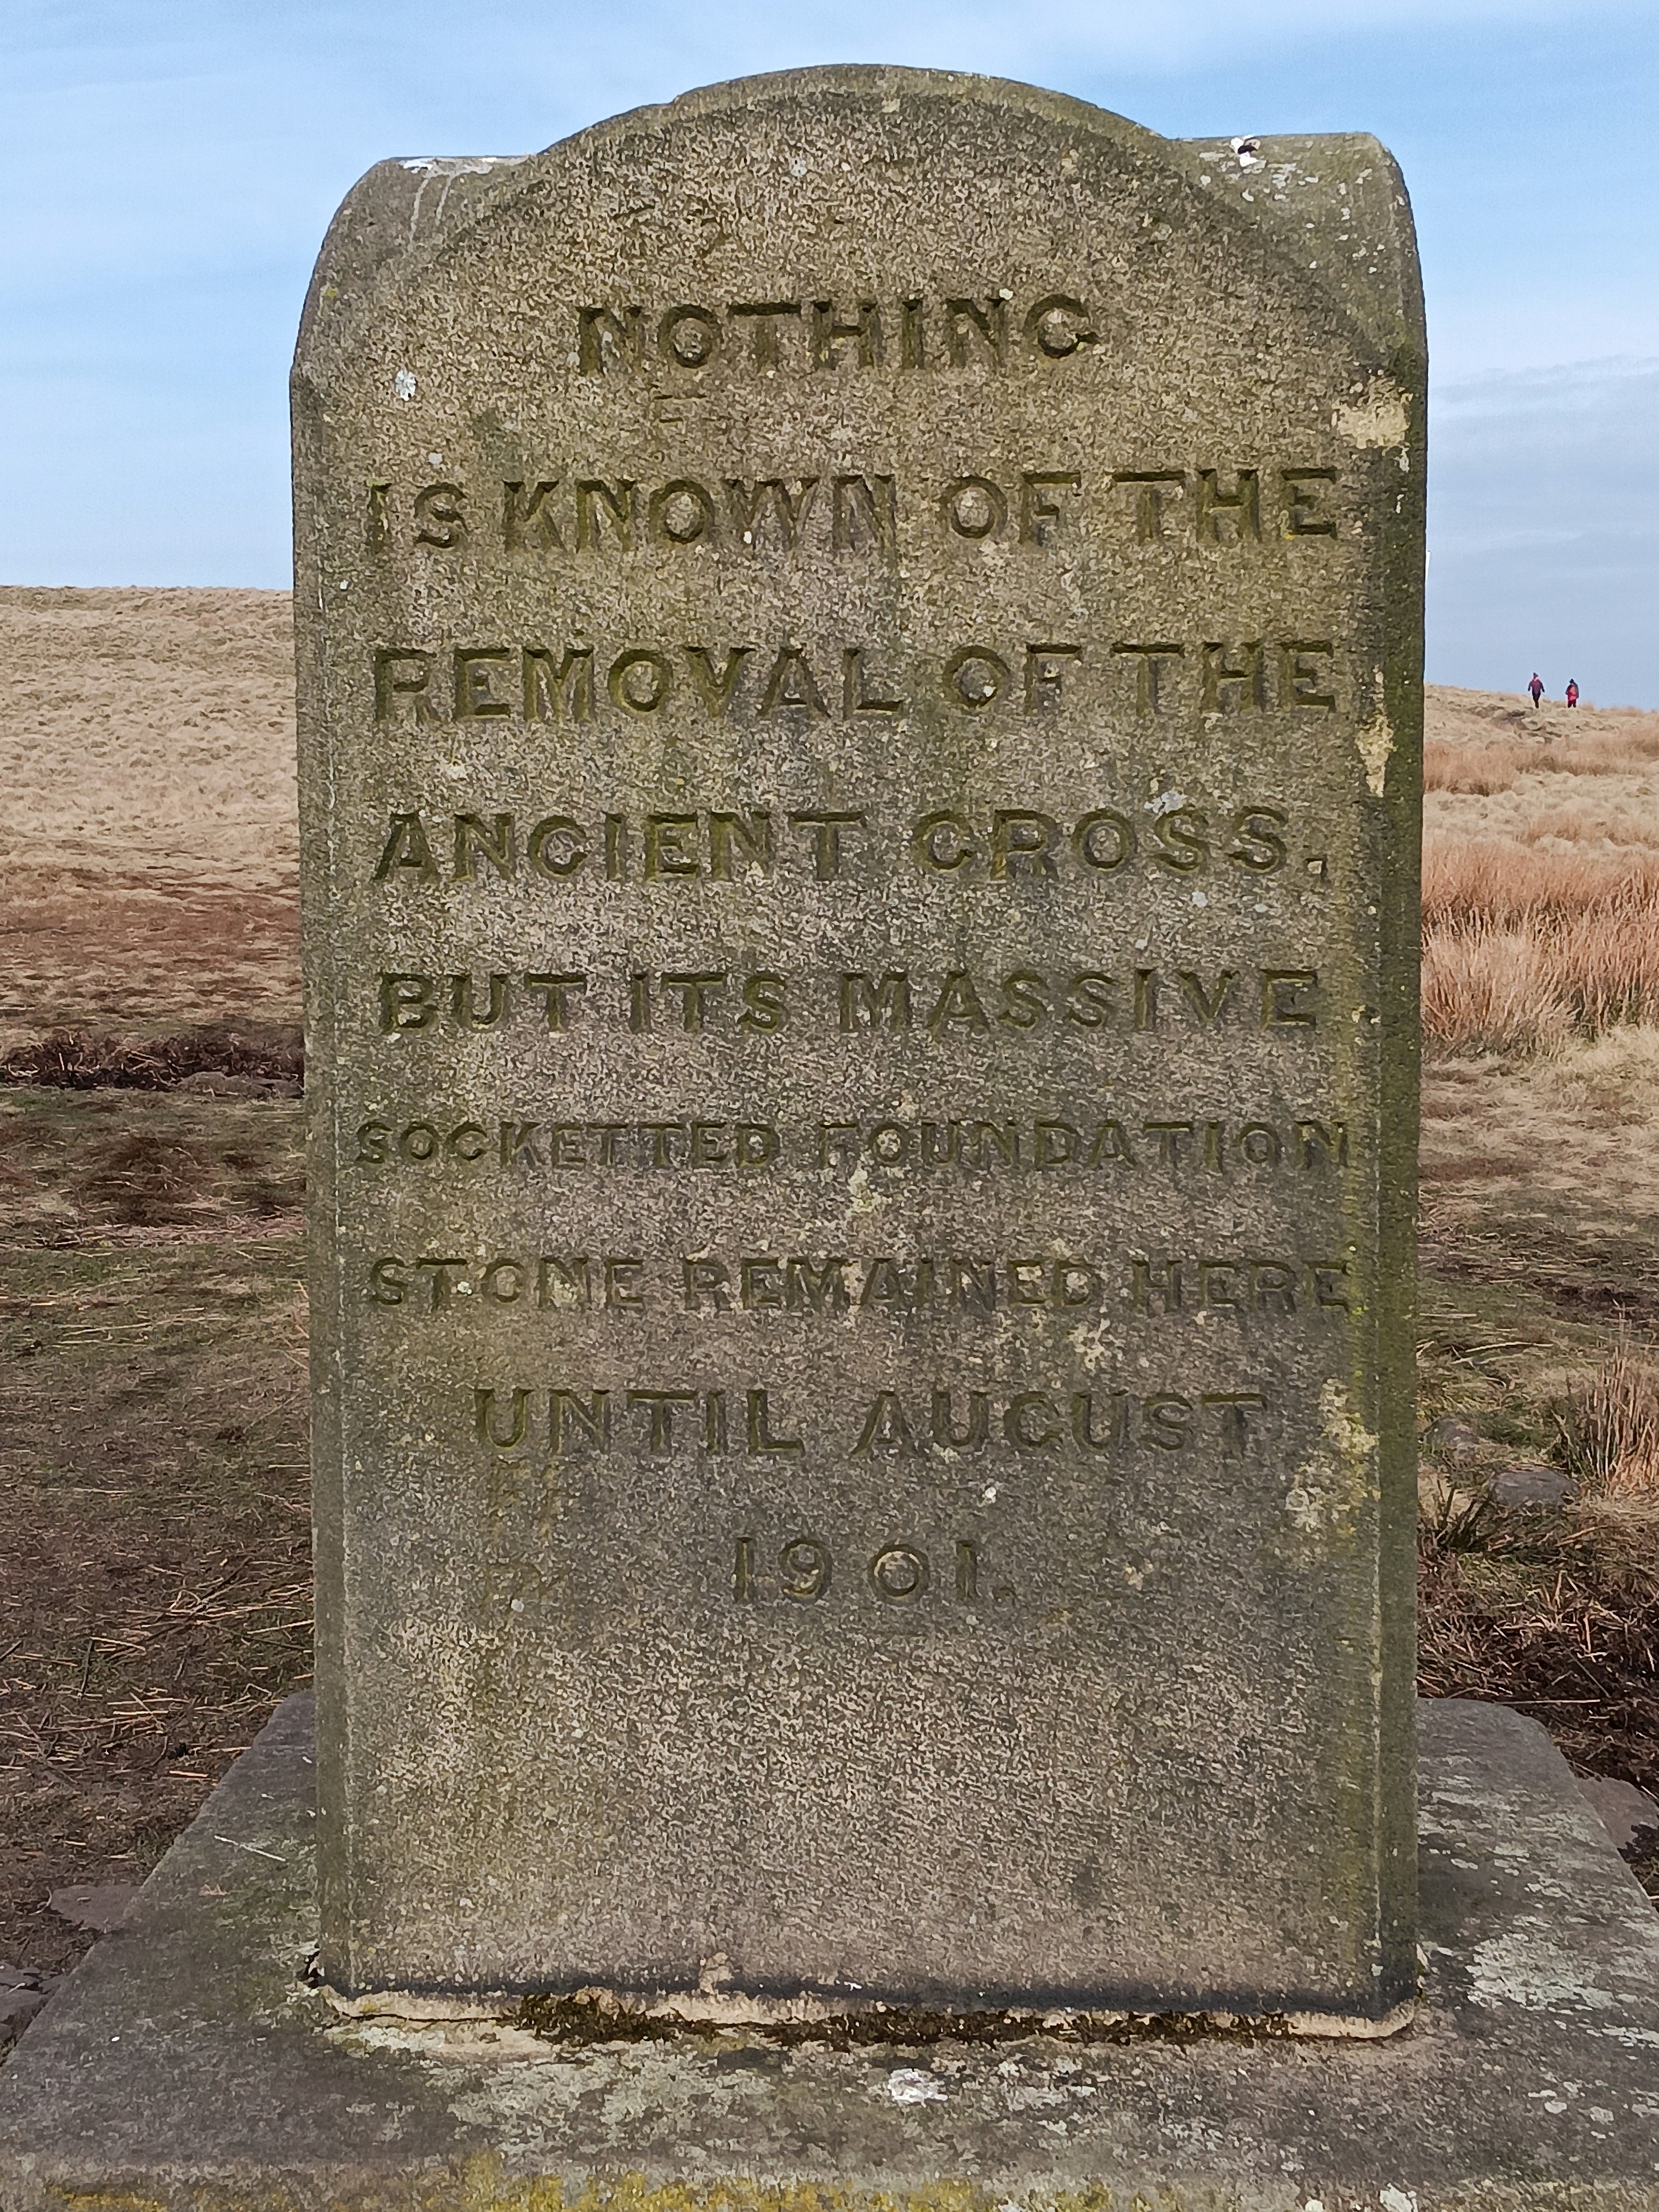 NOTHING
IS KNOWN OF THE
REMOVAL OF THE
ANCIENT CROSS,
BUT ITS MASSIVE
SOCKETTED FOUNDATION
STONE REMAINED HERE
UNTIL AUGUST
1901.